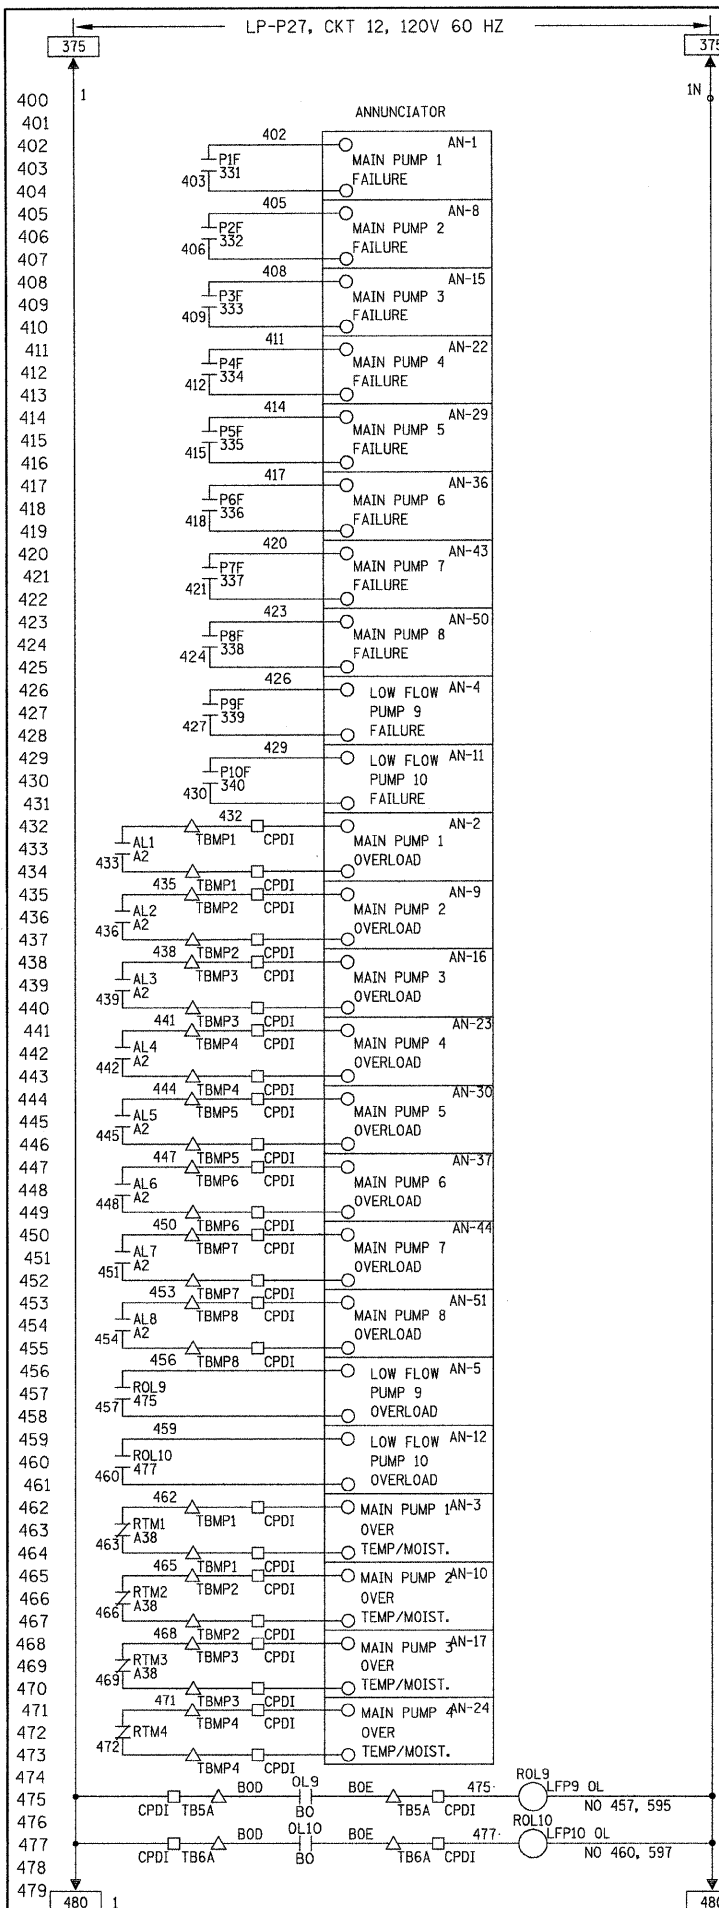 LP-P27, CKT 12, 120V 60 HZ
375 375
400 1 1N
401 ANNUNCIATOR
402 402 AN-1
403 403 P1F 331 MAIN PUMP 1
404 FAILURE
405 405 AN-8
406 406 P2F 332 MAIN PUMP 2
407 FAILURE
408 408 AN-15
409 409 P3F 333 MAIN PUMP 3
410 FAILURE
411 411 AN-22
412 412 P4F 334 MAIN PUMP 4
413 FAILURE
414 414 AN-29
415 415 P5F 335 MAIN PUMP 5
416 FAILURE
417 417 AN-36
418 418 P6F 336 MAIN PUMP 6
419 FAILURE
420 420 AN-43
421 421 P7F 337 MAIN PUMP 7
422 FAILURE
423 423 AN-50
424 424 P8F 338 MAIN PUMP 8
425 FAILURE
426 426 LOW FLOW AN-4
427 427 P9F 339 PUMP 9
428 FAILURE
429 429 LOW FLOW AN-11
430 430 P10F 340 PUMP 10
431 FAILURE
432 432 AN-2
433 433 AL1 A2 TBMP1 CPDI MAIN PUMP 1
434 OVERLOAD
435 435 TBMP1 CPDI AN-9
436 436 AL2 A2 TBMP2 CPDI MAIN PUMP 2
437 OVERLOAD
438 438 TBMP2 CPDI AN-16
439 439 AL3 A2 TBMP3 CPDI MAIN PUMP 3
440 OVERLOAD
441 441 TBMP3 CPDI AN-23
442 442 AL4 A2 TBMP4 CPDI MAIN PUMP 4
443 OVERLOAD
444 444 TBMP4 CPDI AN-30
445 445 AL5 A2 TBMP5 CPDI MAIN PUMP 5
446 OVERLOAD
447 447 TBMP5 CPDI AN-37
448 448 AL6 A2 TBMP6 CPDI MAIN PUMP 6
449 OVERLOAD
450 450 TBMP6 CPDI AN-44
451 451 AL7 A2 TBMP7 CPDI MAIN PUMP 7
452 OVERLOAD
453 453 TBMP7 CPDI AN-51
454 454 AL8 A2 TBMP8 CPDI MAIN PUMP 8
455 OVERLOAD
456 456 TBMP8 CPDI LOW FLOW AN-5
457 457 ROL9 475 PUMP 9
458 OVERLOAD
459 459 LOW FLOW AN-12
460 460 ROL10 477 PUMP 10
461 OVERLOAD
462 462 MAIN PUMP 1 AN-3
463 463 RTM1 A38 TBMP1 CPDI OVER
464 TEMP/MOIST.
465 465 TBMP1 CPDI MAIN PUMP 2 AN-10
466 466 RTM2 A38 TBMP2 CPDI OVER
467 TEMP/MOIST.
468 468 TBMP2 CPDI MAIN PUMP 3 AN-17
469 469 RTM3 A38 TBMP3 CPDI OVER
470 TEMP/MOIST.
471 471 TBMP3 CPDI MAIN PUMP 4 AN-24
472 472 RTM4 TBMP4 CPDI OVER
473 TEMP/MOIST.
474 TBMP4 CPDI ROL9
475 BOD OL9 BOE 475 LFP9 OL
CPDI TB5A BO TB5A CPDI NO 457, 595
476 ROL10
477 BOD OL10 BOE 477 LFP10 OL
478 CPDI TB6A BO TB6A CPDI NO 460, 597
479
480 1 480